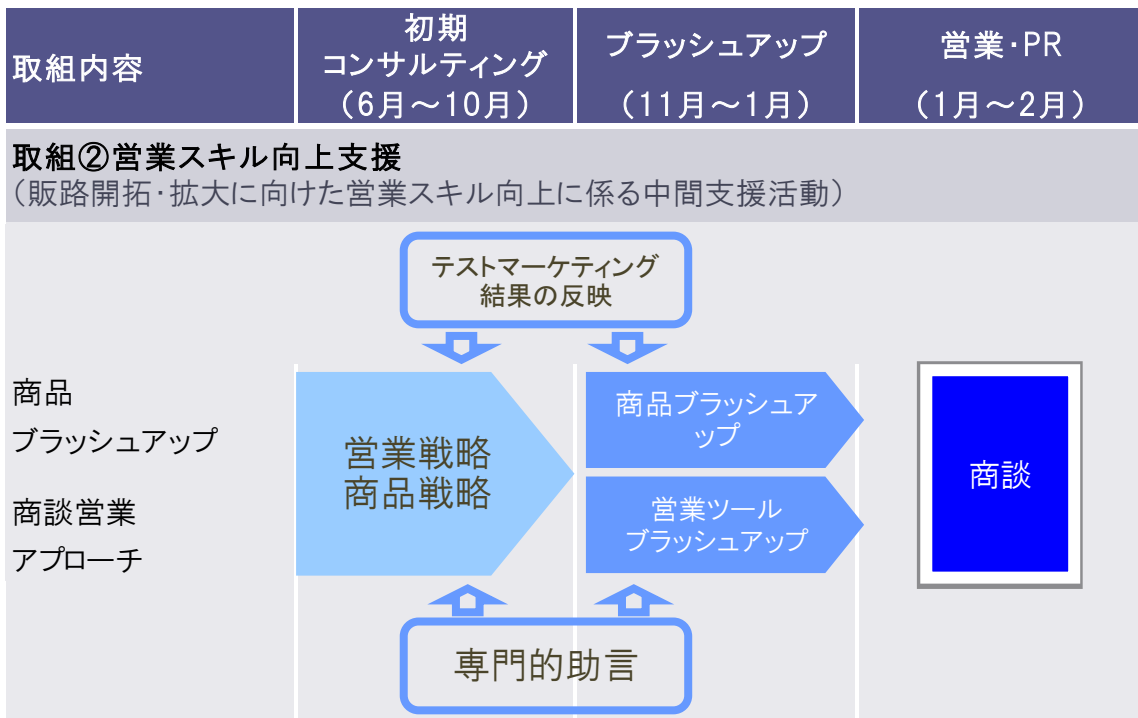 取組内容
初期
コンサルティング
（6月～10月）
ブラッシュアップ
（11月～1月）
営業・PR
（1月～2月）
取組②営業スキル向上支援
（販路開拓・拡大に向けた営業スキル向上に係る中間支援活動）
テストマーケティング
結果の反映
商品
ブラッシュアップ
商談営業
アプローチ
営業戦略
商品戦略
商品ブラッシュア
ップ
営業ツール
ブラッシュアップ
商談
専門的助言